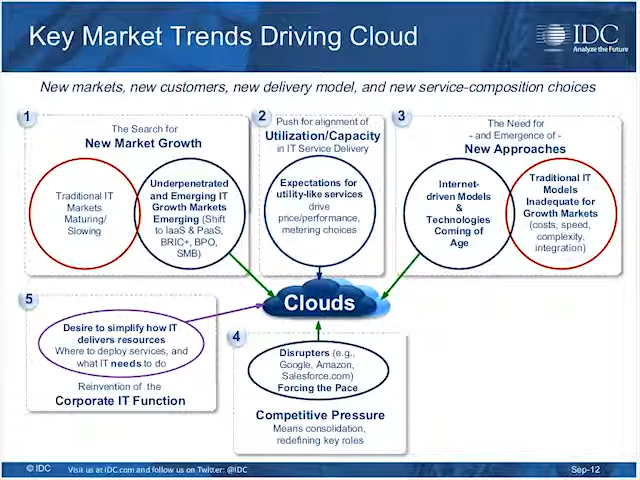 Key Market Trends Driving Cloud
IDC
Analyze the Future
New markets, new customers, new delivery model, and new service-composition choices
1
The Search for
New Market Growth
Traditional IT
Markets
Maturing/
Slowing
Underpenetrated
and Emerging IT
Growth Markets
Emerging (Shift
to IaaS & PaaS,
BRIC+, BPO,
SMB)
2
Push for alignment of
Utilization/Capacity
in IT Service Delivery
Expectations for
utility-like services
drive
price/performance,
metering choices
3
The Need for
- and Emergence of -
New Approaches
Internet-
driven Models
&
Technologies
Coming of
Age
Traditional IT
Models
Inadequate for
Growth Markets
(costs, speed,
complexity,
integration)
Clouds
5
Desire to simplify how IT
delivers resources
Where to deploy services, and
what IT needs to do
Reinvention of the
Corporate IT Function
4
Disrupters (e.g.,
Google, Amazon,
Salesforce.com)
Forcing the Pace
Competitive Pressure
Means consolidation,
redefining key roles
© IDC
Visit us at IDC.com and follow us on Twitter: @IDC
Sep-12